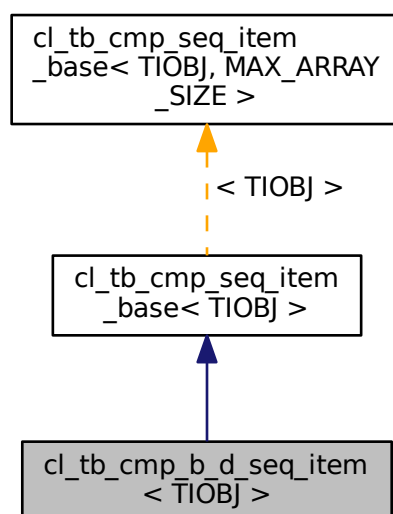 cl_tb_cmp_seq_item
_base< TIOBJ, MAX_ARRAY
_SIZE >
< TIOBJ >
cl_tb_cmp_seq_item
_base< TIOBJ >
cl_tb_cmp_b_d_seq_item
< TIOBJ >